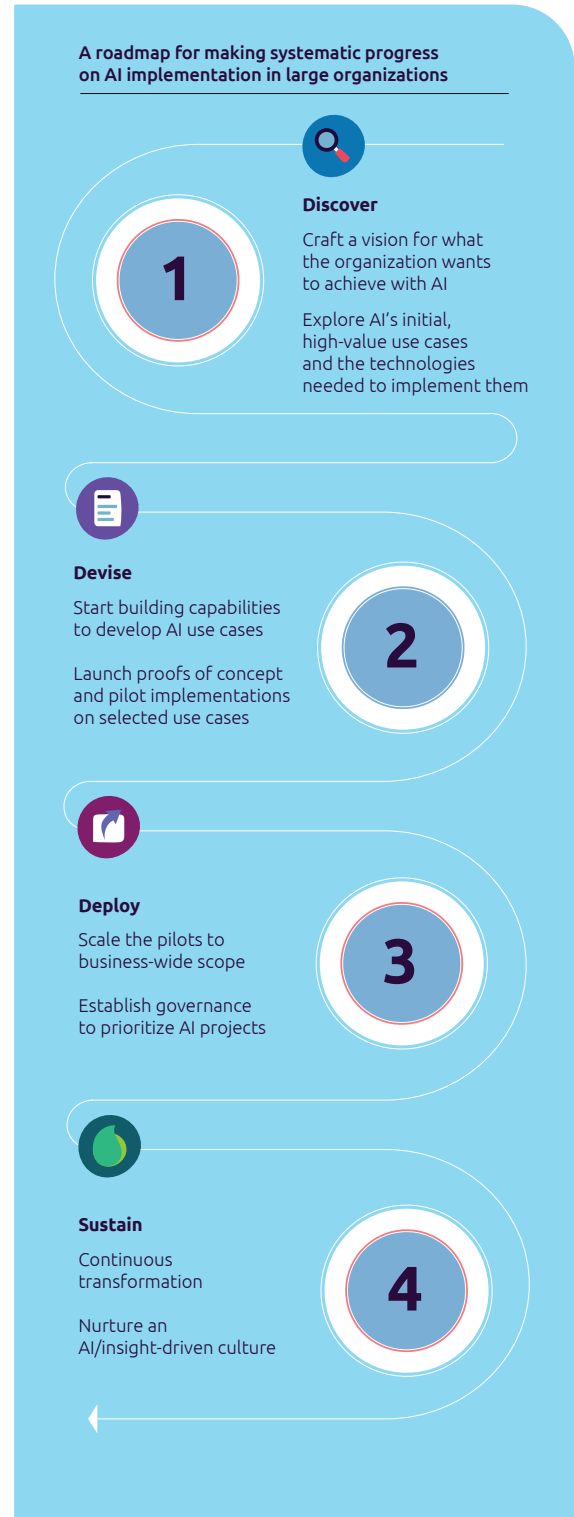 A roadmap for making systematic progress
on AI implementation in large organizations
1
Discover
Craft a vision for what
the organization wants
to achieve with AI
Explore AI’s initial,
high-value use cases
and the technologies
needed to implement them
Devise
Start building capabilities
to develop AI use cases
Launch proofs of concept
and pilot implementations
on selected use cases
2
Deploy
Scale the pilots to
business-wide scope
Establish governance
to prioritize AI projects
3
Sustain
Continuous
transformation
Nurture an
AI/insight-driven culture
4